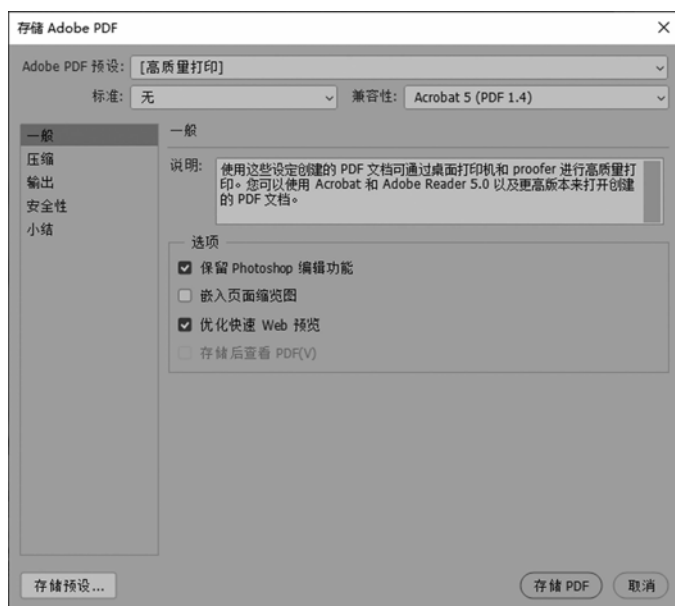 存储 Adobe PDF
Adobe PDF 预设: [高质量打印]
标准: 无 兼容性: Acrobat 5 (PDF 1.4)
一般
压缩
输出
安全性
小结
一般
说明: 使用这些设定创建的 PDF 文档可通过桌面打印机和 proofer 进行高质量打
印。您可以使用 Acrobat 和 Adobe Reader 5.0 以及更高版本来打开创建
的 PDF 文档。
选项
保留 Photoshop 编辑功能
嵌入页面缩览图
优化快速 Web 预览
存储后查看 PDF(V)
存储预设... 存储 PDF 取消